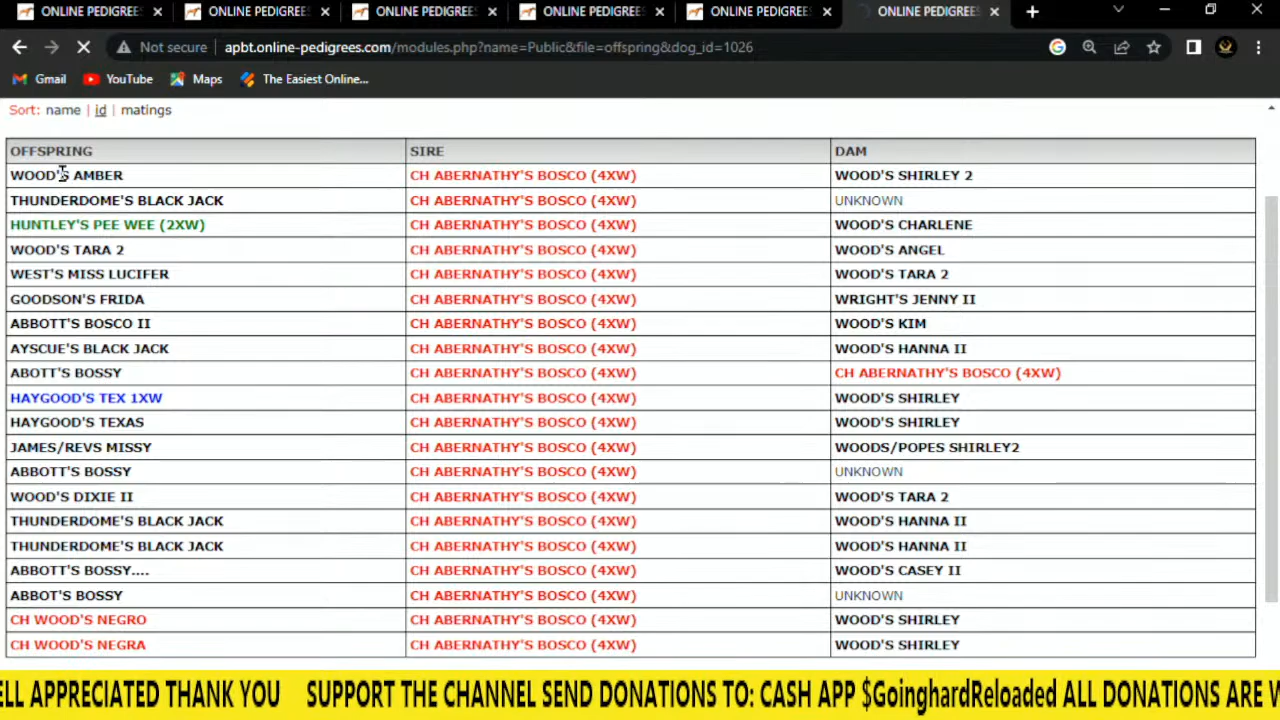 ONLINE PEDIGREES ONLINE PEDIGREES ONLINE PEDIGREES ONLINE PEDIGREES ONLINE PEDIGREES ONLINE PEDIGREES
Not secure apbt.online-pedigrees.com/modules.php?name=Public&file=offspring&dog_id=1026
Gmail YouTube Maps The Easiest Online...
Sort: name | id | matings
OFFSPRING SIRE DAM
WOOD'S AMBER CH ABERNATHY'S BOSCO (4XW) WOOD'S SHIRLEY 2
THUNDERDOME'S BLACK JACK CH ABERNATHY'S BOSCO (4XW) UNKNOWN
HUNTLEY'S PEE WEE (2XW) CH ABERNATHY'S BOSCO (4XW) WOOD'S CHARLENE
WOOD'S TARA 2 CH ABERNATHY'S BOSCO (4XW) WOOD'S ANGEL
WEST'S MISS LUCIFER CH ABERNATHY'S BOSCO (4XW) WOOD'S TARA 2
GOODSON'S FRIDA CH ABERNATHY'S BOSCO (4XW) WRIGHT'S JENNY II
ABBOTT'S BOSCO II CH ABERNATHY'S BOSCO (4XW) WOOD'S KIM
AYSCUE'S BLACK JACK CH ABERNATHY'S BOSCO (4XW) WOOD'S HANNA II
ABOTT'S BOSSY CH ABERNATHY'S BOSCO (4XW) CH ABERNATHY'S BOSCO (4XW)
HAYGOOD'S TEX 1XW CH ABERNATHY'S BOSCO (4XW) WOOD'S SHIRLEY
HAYGOOD'S TEXAS CH ABERNATHY'S BOSCO (4XW) WOOD'S SHIRLEY
JAMES/REVS MISSY CH ABERNATHY'S BOSCO (4XW) WOODS/POPES SHIRLEY2
ABBOTT'S BOSSY CH ABERNATHY'S BOSCO (4XW) UNKNOWN
WOOD'S DIXIE II CH ABERNATHY'S BOSCO (4XW) WOOD'S TARA 2
THUNDERDOME'S BLACK JACK CH ABERNATHY'S BOSCO (4XW) WOOD'S HANNA II
THUNDERDOME'S BLACK JACK CH ABERNATHY'S BOSCO (4XW) WOOD'S HANNA II
ABBOTT'S BOSSY.... CH ABERNATHY'S BOSCO (4XW) WOOD'S CASEY II
ABBOT'S BOSSY CH ABERNATHY'S BOSCO (4XW) UNKNOWN
CH WOOD'S NEGRO CH ABERNATHY'S BOSCO (4XW) WOOD'S SHIRLEY
CH WOOD'S NEGRA CH ABERNATHY'S BOSCO (4XW) WOOD'S SHIRLEY
ELL APPRECIATED THANK YOU SUPPORT THE CHANNEL SEND DONATIONS TO: CASH APP $GoinghardReloaded ALL DONATIONS ARE W